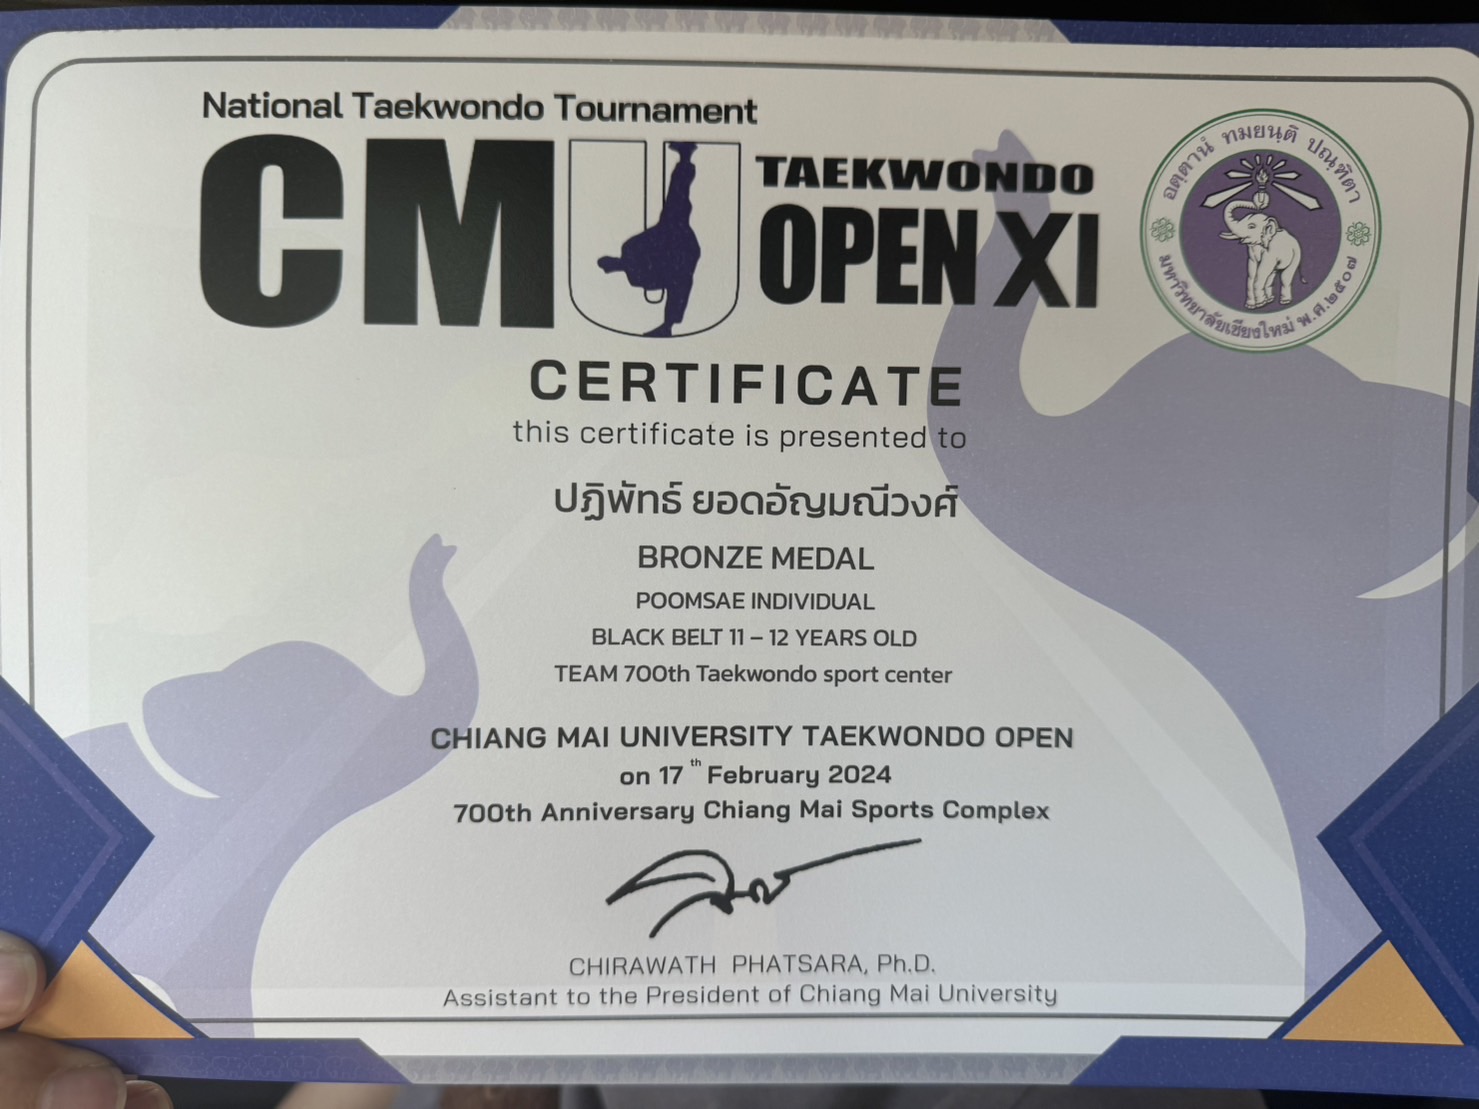 National Taekwondo Tournament
CMU
TAEKWONDO
OPEN XI
อตฺตานํ ทมยนฺติ ปณฺฑิตา
มหาวิทยาลัยเชียงใหม่ พ.ศ.๒๕๐๗
CERTIFICATE
this certificate is presented to
ปฏิพัทธ์ ยอดอัญมณีวงศ์
BRONZE MEDAL
POOMSAE INDIVIDUAL
BLACK BELT 11 – 12 YEARS OLD
TEAM 700th Taekwondo sport center
CHIANG MAI UNIVERSITY TAEKWONDO OPEN
on 17 th February 2024
700th Anniversary Chiang Mai Sports Complex
CHIRAWATH PHATSARA, Ph.D.
Assistant to the President of Chiang Mai University